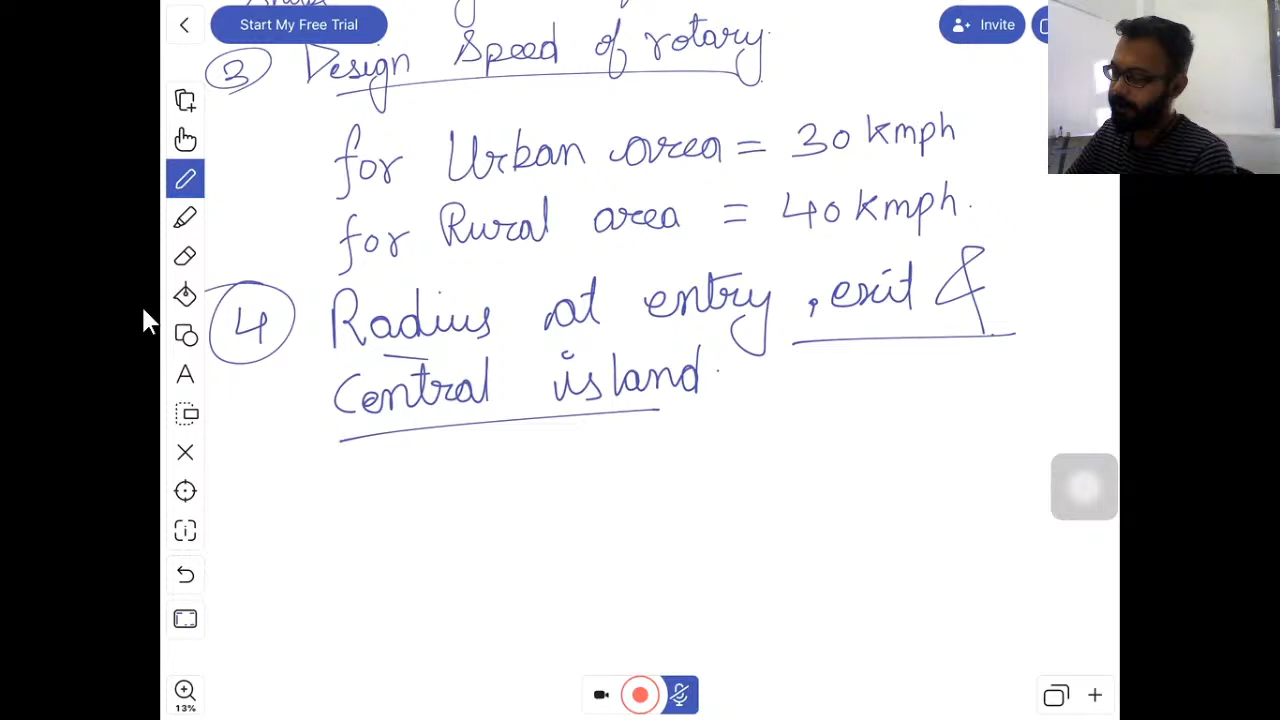 Start My Free Trial
Invite
3 Design Speed of rotary.
for Urban area = 30 kmph
for Rural area = 40 kmph.
4 Radius at entry, exit &
Central island.
13%